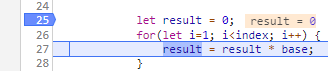 24
25 let result = 0; result = 0
26 for(let i=1; i<index; i++) {
27 result = result * base;
28 }